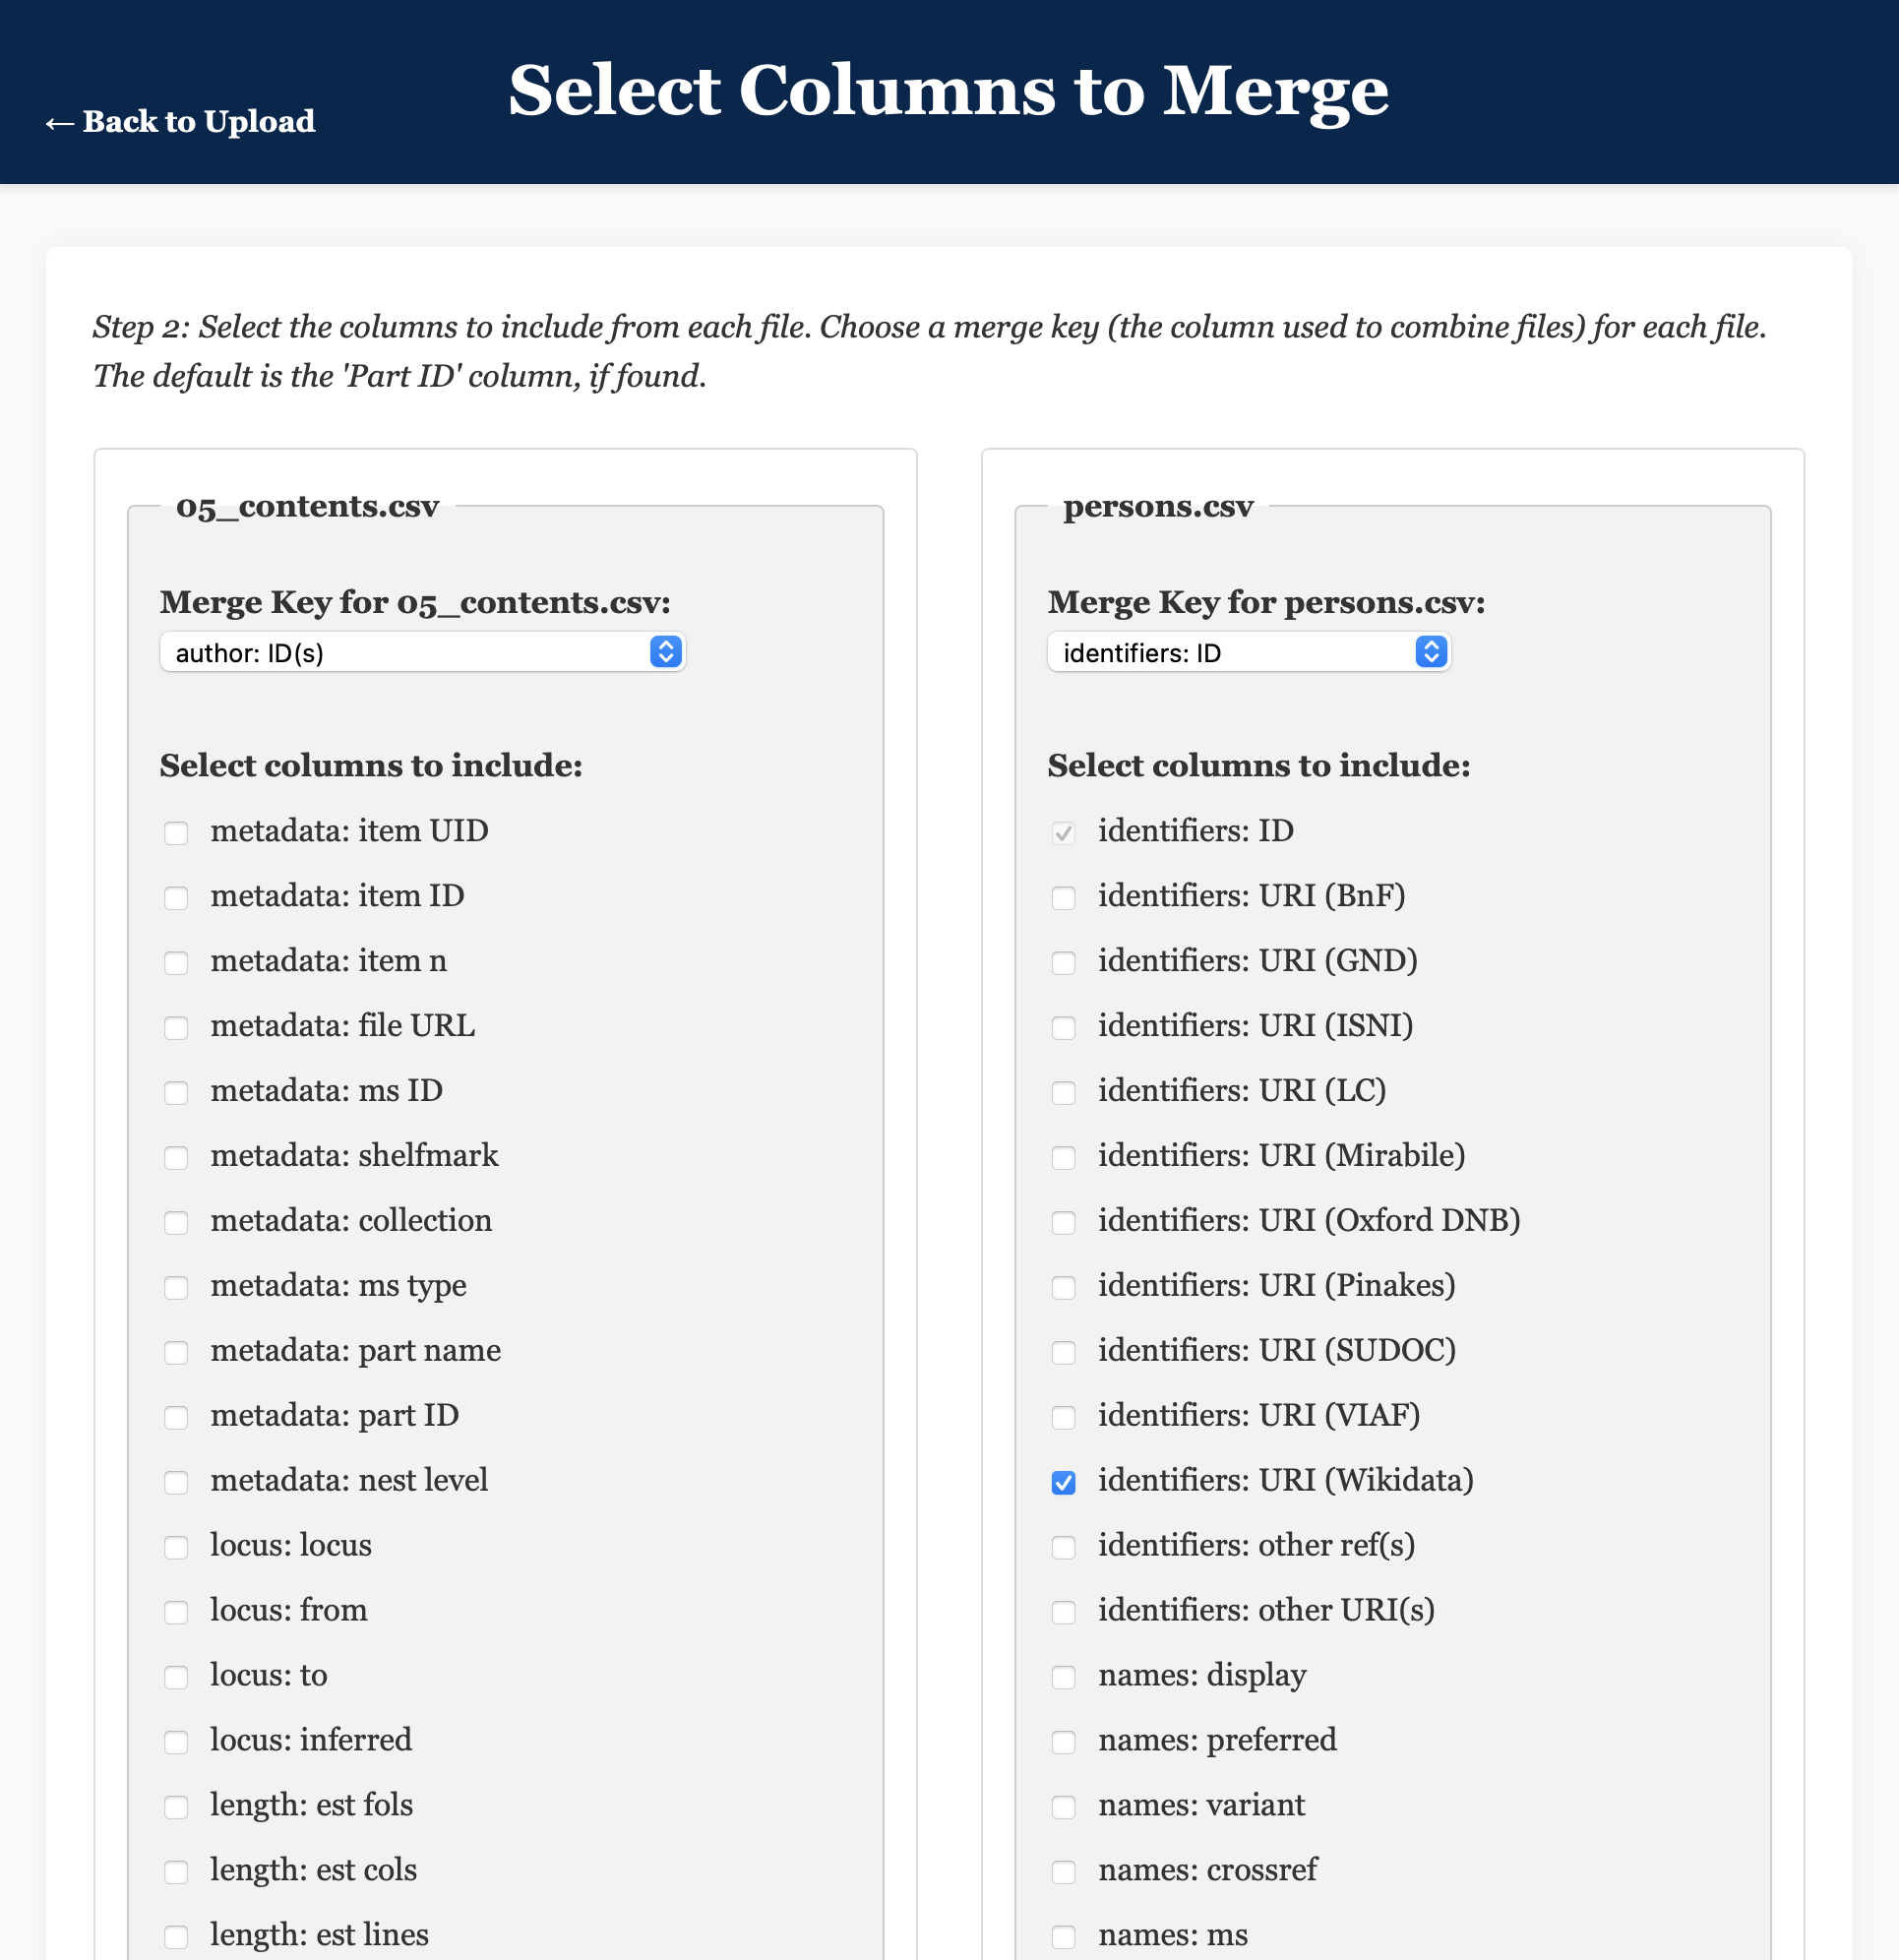 ← Back to Upload
Select Columns to Merge
Step 2: Select the columns to include from each file. Choose a merge key (the column used to combine files) for each file.
The default is the 'Part ID' column, if found.
05_contents.csv
Merge Key for 05_contents.csv:
author: ID(s)
Select columns to include:
metadata: item UID
metadata: item ID
metadata: item n
metadata: file URL
metadata: ms ID
metadata: shelfmark
metadata: collection
metadata: ms type
metadata: part name
metadata: part ID
metadata: nest level
locus: locus
locus: from
locus: to
locus: inferred
length: est fols
length: est cols
length: est lines
persons.csv
Merge Key for persons.csv:
identifiers: ID
Select columns to include:
identifiers: ID
identifiers: URI (BnF)
identifiers: URI (GND)
identifiers: URI (ISNI)
identifiers: URI (LC)
identifiers: URI (Mirabile)
identifiers: URI (Oxford DNB)
identifiers: URI (Pinakes)
identifiers: URI (SUDOC)
identifiers: URI (VIAF)
identifiers: URI (Wikidata)
identifiers: other ref(s)
identifiers: other URI(s)
names: display
names: preferred
names: variant
names: crossref
names: ms